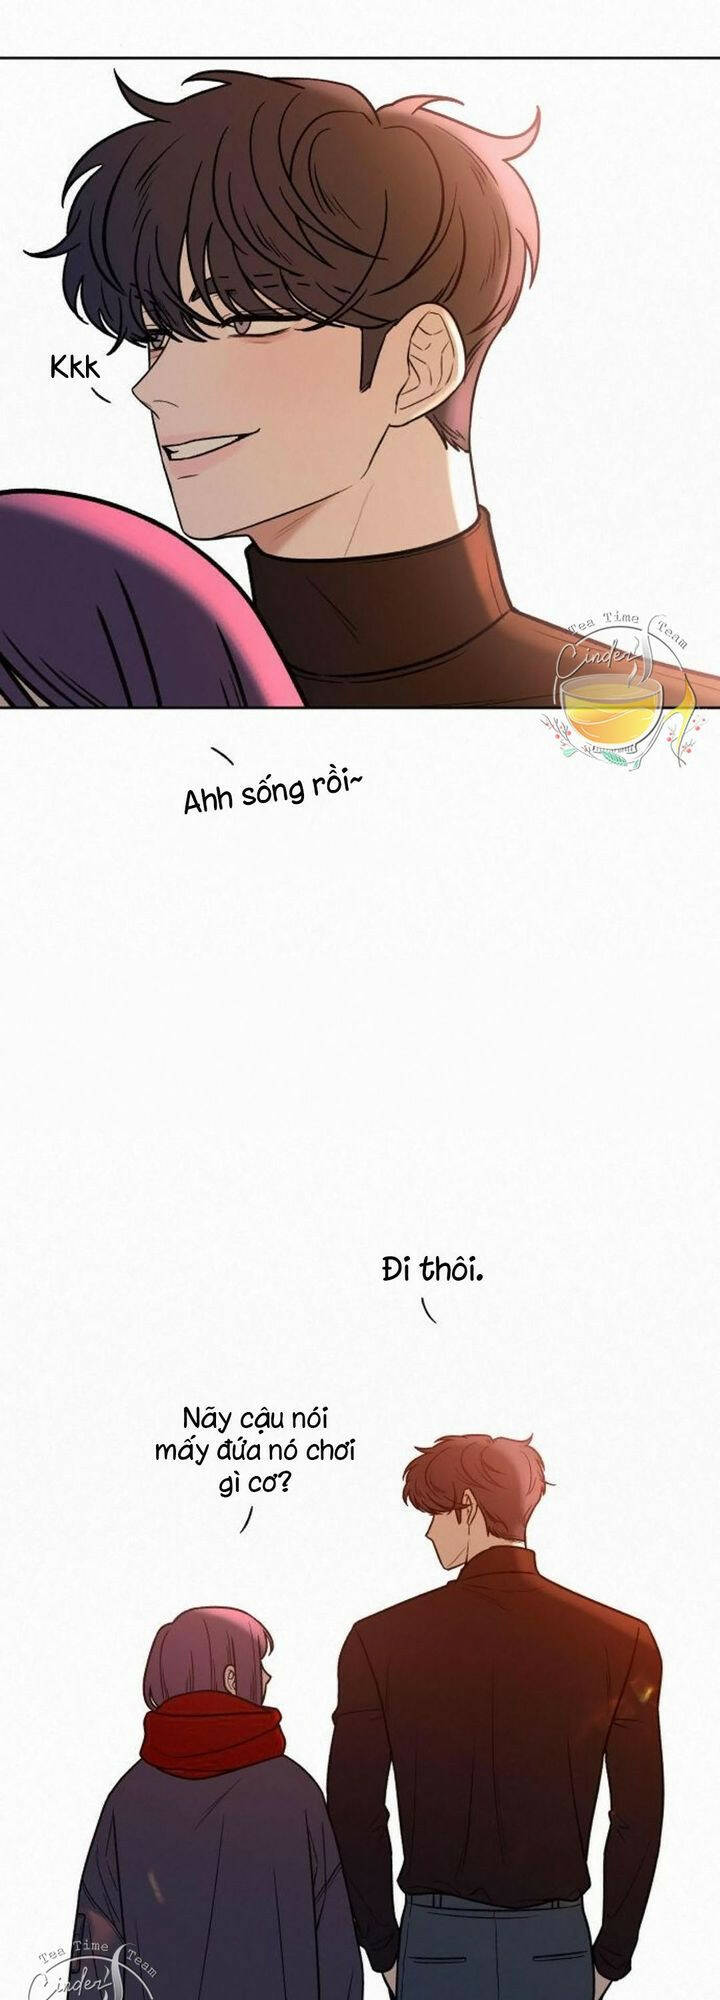 Kkk
Tea Time Team
Cinder
Ahh sống rồi~
Đi thôi.
Nãy cậu nói
mấy đứa nó chơi
gì cơ?
Tea Time Team
Cinder